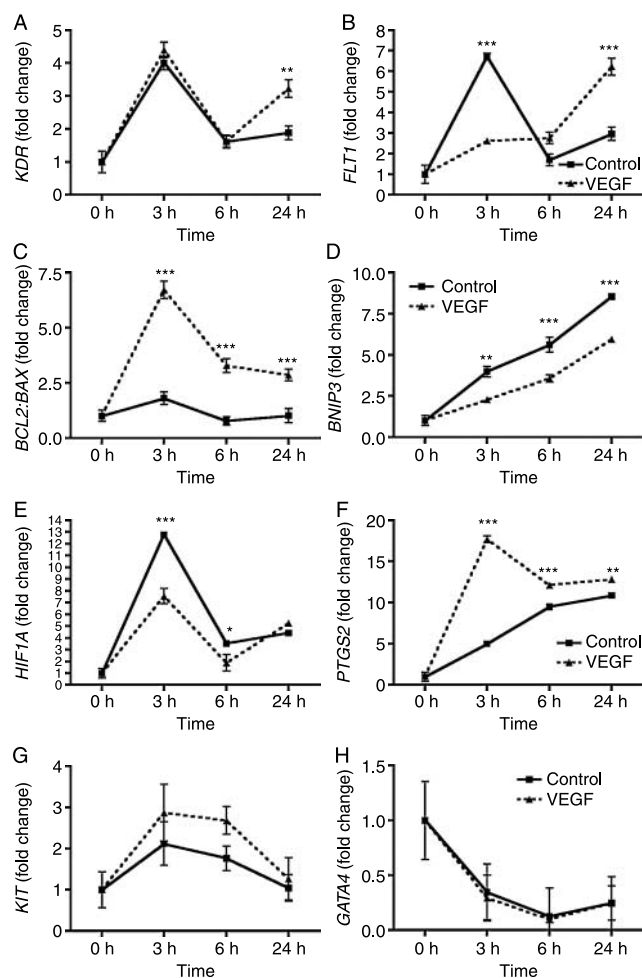 A
KDR (fold change)
5
4
3
2
1
0
**
0 h 3 h 6 h 24 h
Time
B
FLT1 (fold change)
8
7
6
5
4
3
2
1
0
***
***
Control
VEGF
0 h 3 h 6 h 24 h
Time
C
BCL2:BAX (fold change)
7.5
5.0
2.5
0.0
***
***
***
0 h 3 h 6 h 24 h
Time
D
BNIP3 (fold change)
10.0
7.5
5.0
2.5
0.0
Control
VEGF
**
***
***
0 h 3 h 6 h 24 h
Time
E
HIF1A (fold change)
14
13
12
11
10
9
8
7
6
5
4
3
2
1
0
***
*
0 h 3 h 6 h 24 h
Time
F
PTGS2 (fold change)
20
15
10
5
0
***
***
**
Control
VEGF
0 h 3 h 6 h 24 h
Time
G
KIT (fold change)
4
3
2
1
0
0 h 3 h 6 h 24 h
Time
H
GATA4 (fold change)
1.5
1.0
0.5
0.0
Control
VEGF
0 h 3 h 6 h 24 h
Time